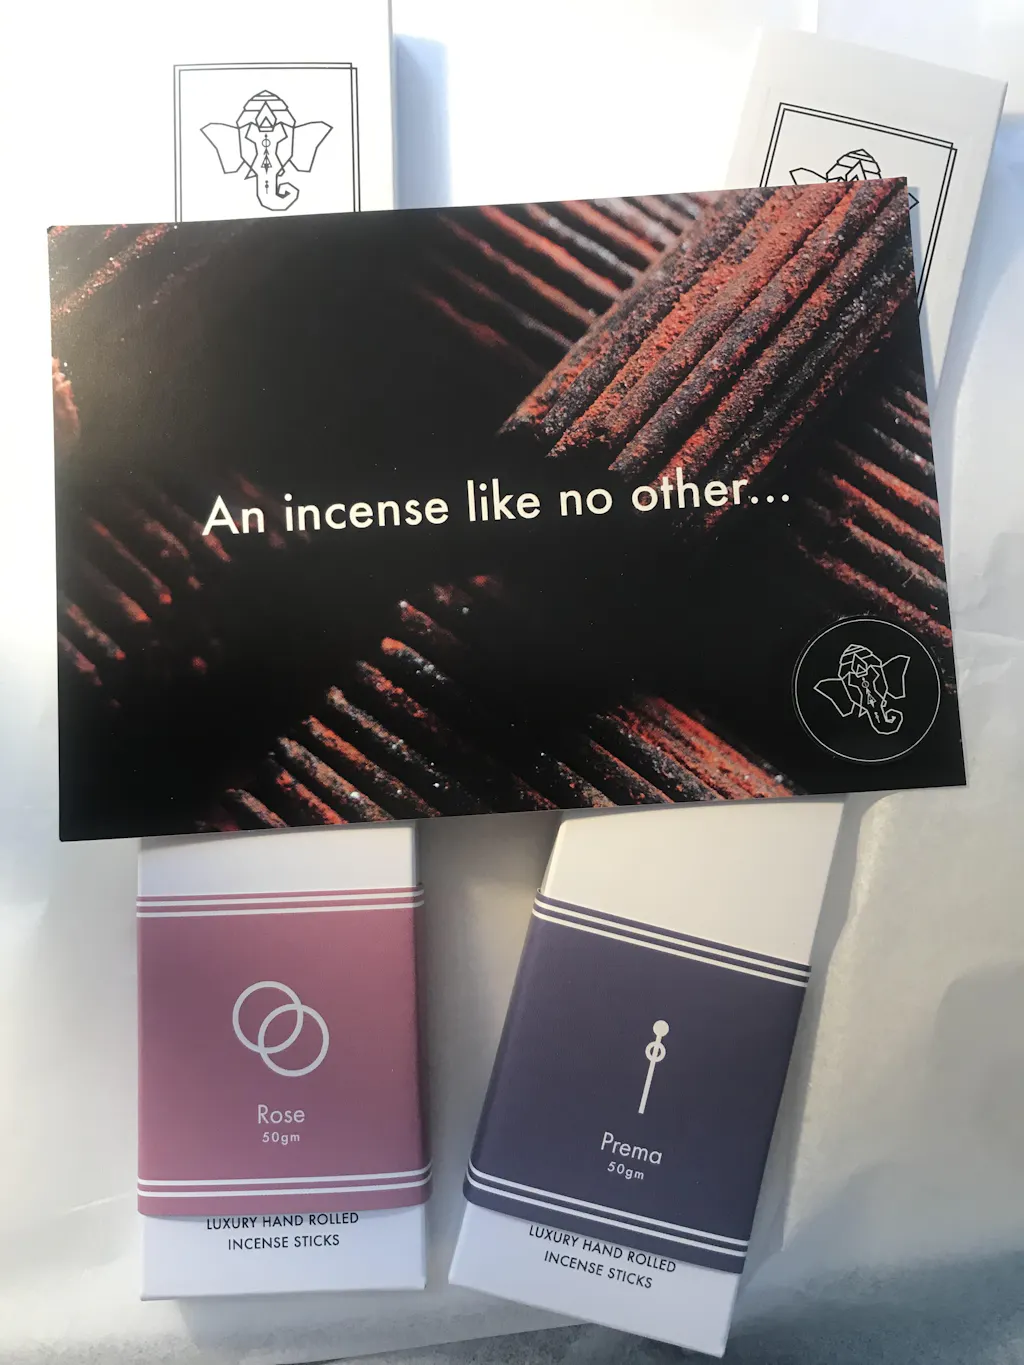 An incense like no other...
Rose
50gm
LUXURY HAND ROLLED
INCENSE STICKS
Prema
50gm
LUXURY HAND ROLLED
INCENSE STICKS